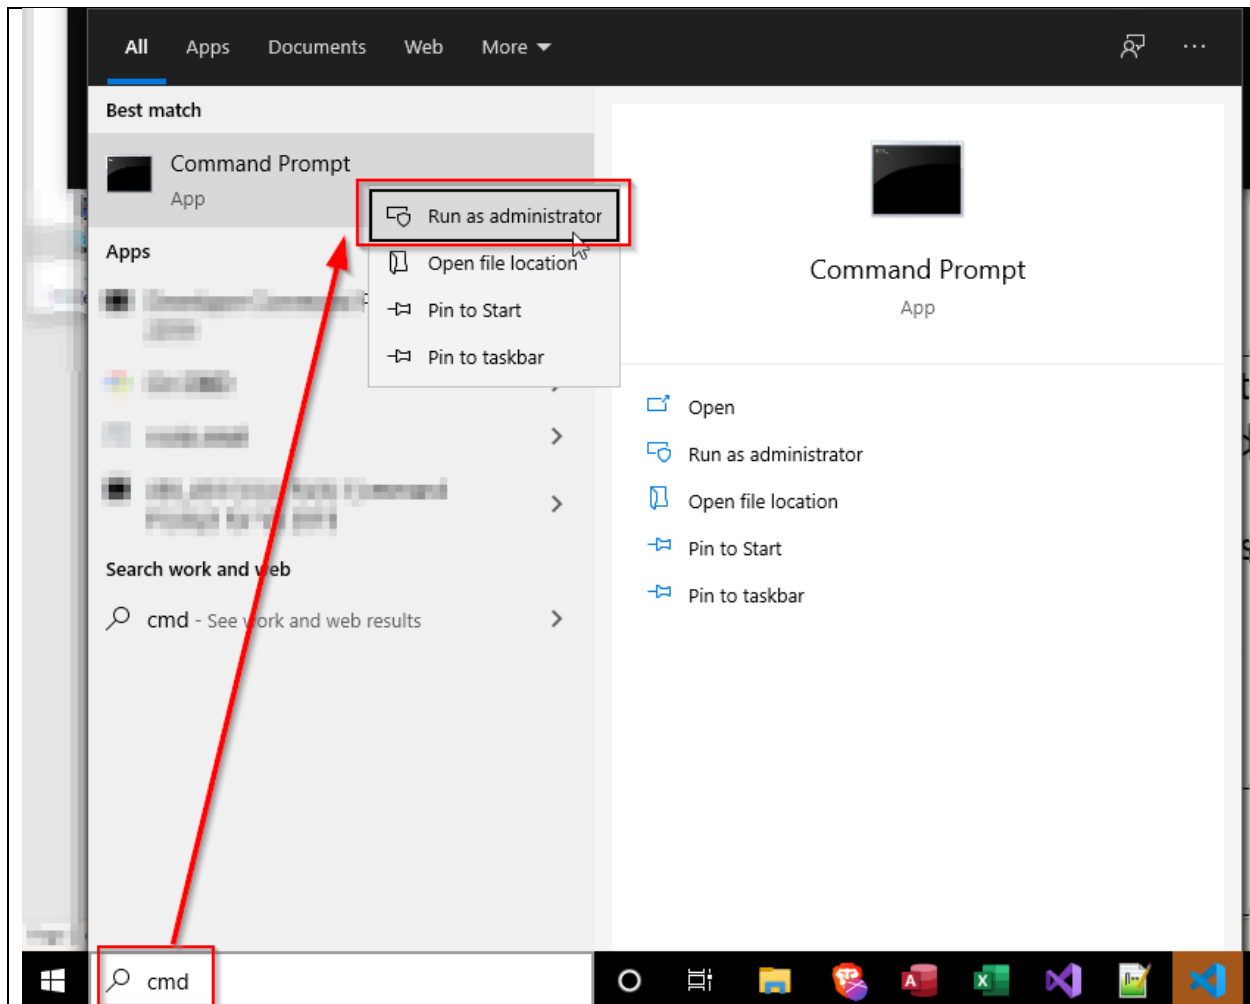 All Apps Documents Web More
Best match
Command Prompt
App
Run as administrator
Open file location
Pin to Start
Pin to taskbar
Apps
Search work and web
cmd - See work and web results
Command Prompt
App
Open
Run as administrator
Open file location
Pin to Start
Pin to taskbar
cmd